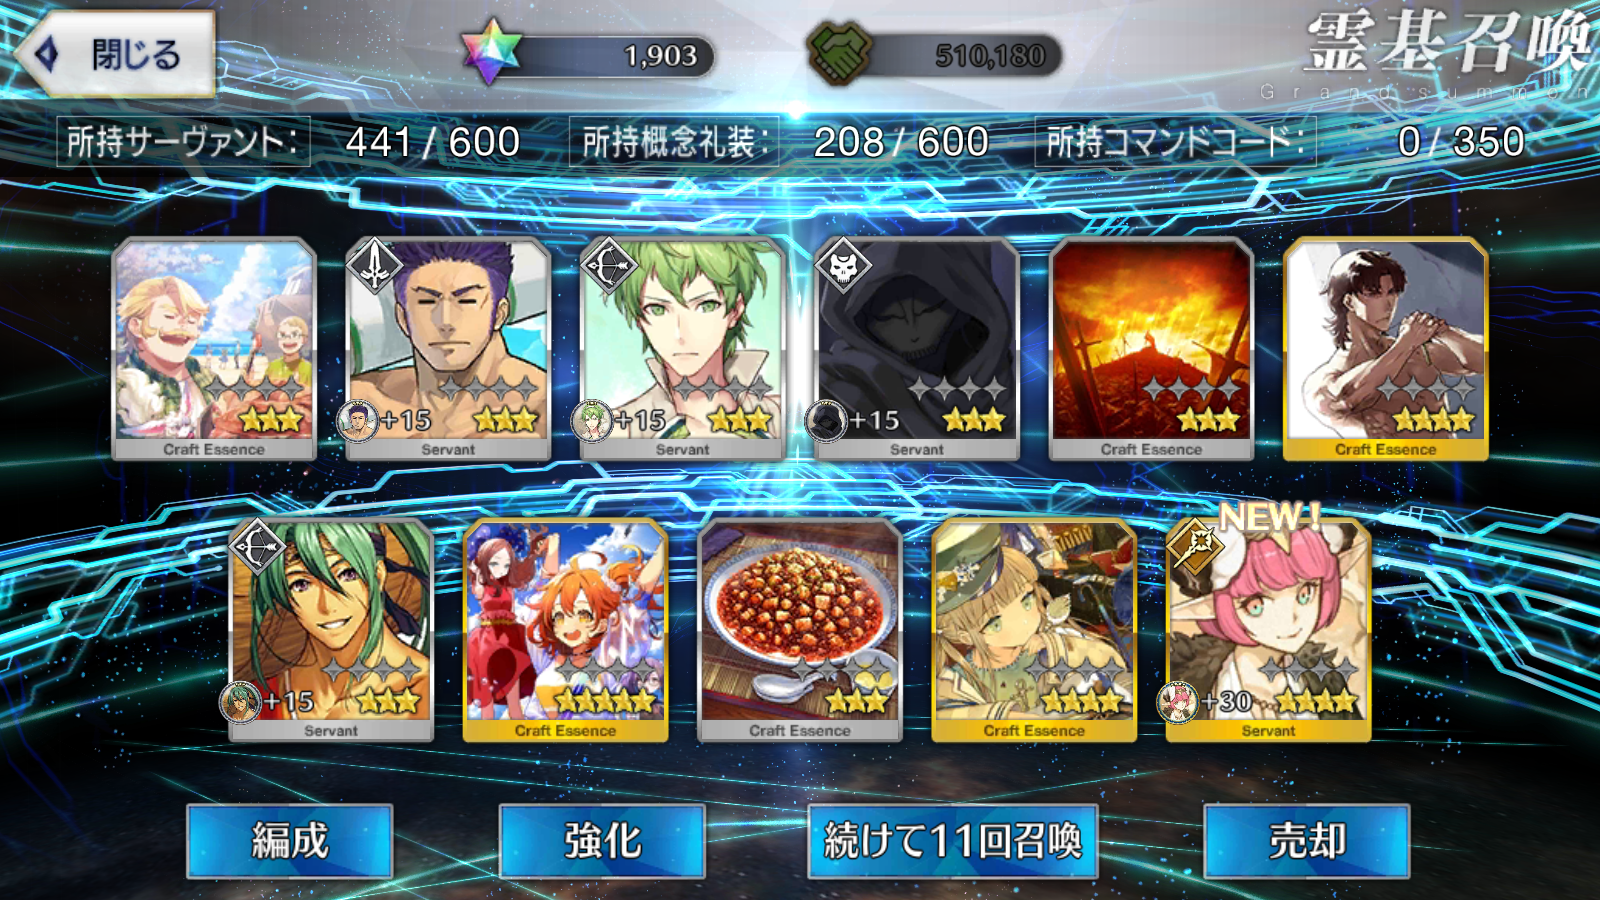 閉じる
1,903
510,180
霊基召喚
Grand summon
所持サーヴァント:
441/600
所持概念礼装:
208/600
所持コマンドコード:
0/350
Craft Essence
+15
Servant
+15
Servant
+15
Servant
Craft Essence
Craft Essence
+15
Servant
Craft Essence
Craft Essence
Craft Essence
NEW!
+30
Servant
編成
強化
続けて11回召喚
売却